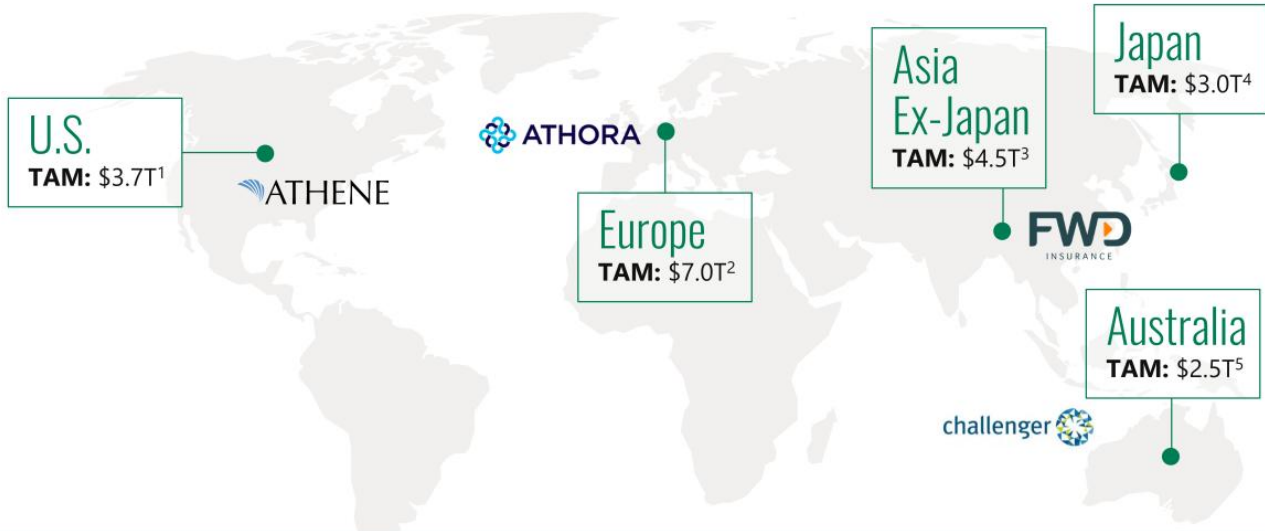 U.S.
TAM: $3.7T¹
ATHENE
ATHORA
Europe
TAM: $7.0T²
Asia
Ex-Japan
TAM: $4.5T³
Japan
TAM: $3.0T⁴
FWD
INSURANCE
Australia
TAM: $2.5T⁵
challenger